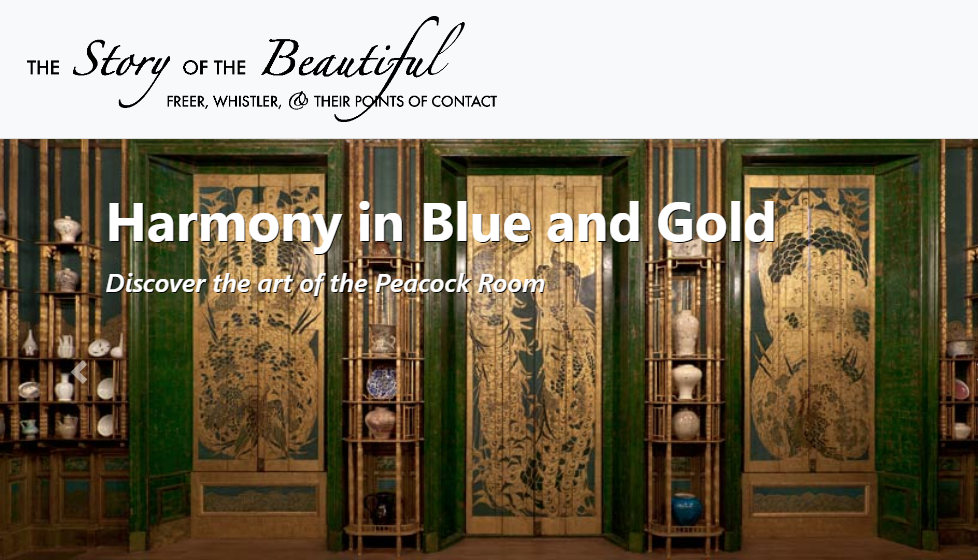 THE Story OF THE Beautiful
FREER, WHISTLER, & THEIR POINTS OF CONTACT
Harmony in Blue and Gold
Discover the art of the Peacock Room